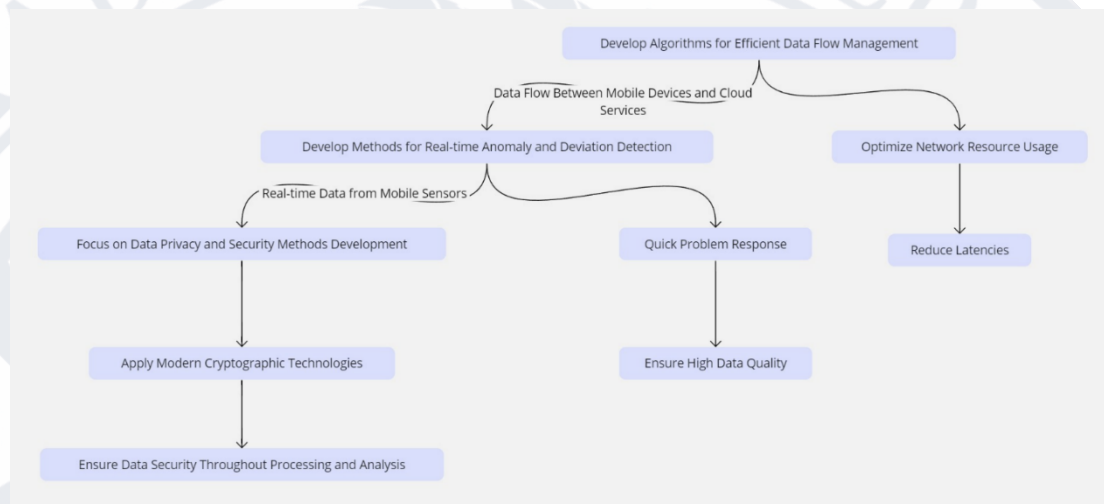 Develop Algorithms for Efficient Data Flow Management
Data Flow Between Mobile Devices and Cloud
Services
Develop Methods for Real-time Anomaly and Deviation Detection
Optimize Network Resource Usage
Real-time Data from Mobile Sensors
Focus on Data Privacy and Security Methods Development
Quick Problem Response
Reduce Latencies
Apply Modern Cryptographic Technologies
Ensure High Data Quality
Ensure Data Security Throughout Processing and Analysis